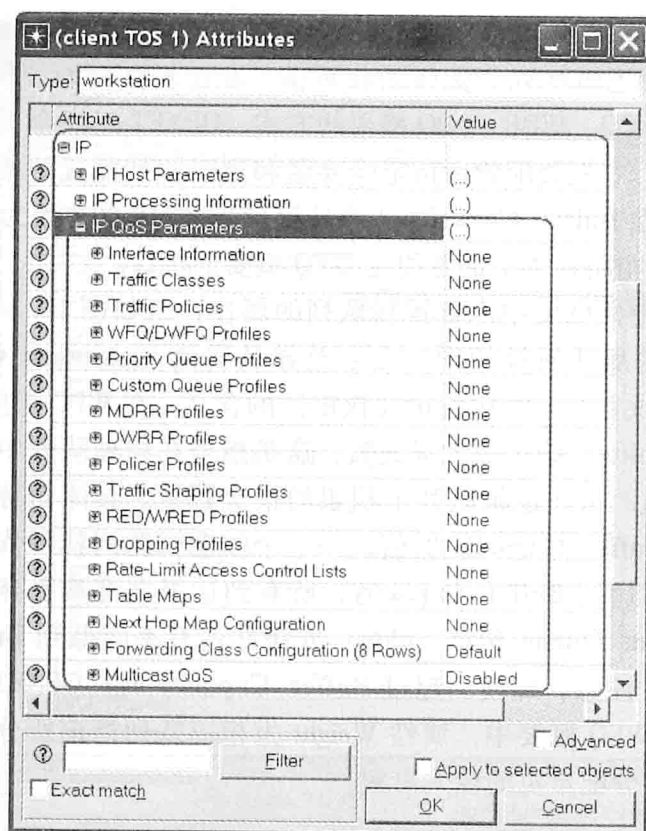 (client TOS 1) Attributes
Type: workstation
Attribute Value
IP
IP Host Parameters (...)
IP Processing Information (...)
IP QoS Parameters (...)
Interface Information None
Traffic Classes None
Traffic Policies None
WFQ/DWFQ Profiles None
Priority Queue Profiles None
Custom Queue Profiles None
MDRR Profiles None
DWRR Profiles None
Policer Profiles None
Traffic Shaping Profiles None
RED/WRED Profiles None
Dropping Profiles None
Rate-Limit Access Control Lists None
Table Maps None
Next Hop Map Configuration None
Forwarding Class Configuration (8 Rows) Default
Multicast QoS Disabled
Advanced
Filter
Apply to selected objects
Exact match
OK Cancel